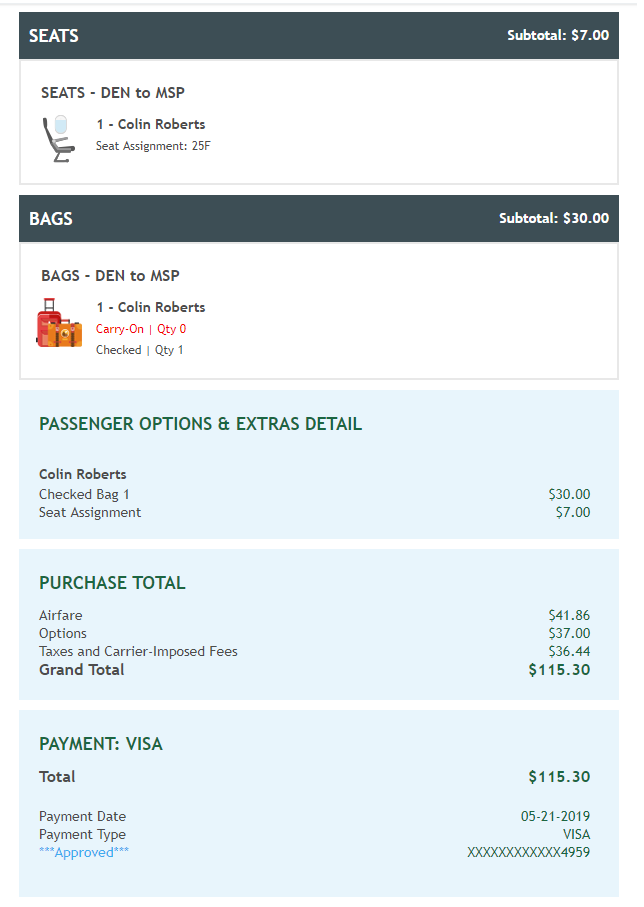 SEATS Subtotal: $7.00
SEATS - DEN to MSP
1 - Colin Roberts
Seat Assignment: 25F
BAGS Subtotal: $30.00
BAGS - DEN to MSP
1 - Colin Roberts
Carry-On | Qty 0
Checked | Qty 1
PASSENGER OPTIONS & EXTRAS DETAIL
Colin Roberts
Checked Bag 1 $30.00
Seat Assignment $7.00
PURCHASE TOTAL
Airfare $41.86
Options $37.00
Taxes and Carrier-Imposed Fees $36.44
Grand Total $115.30
PAYMENT: VISA
Total $115.30
Payment Date 05-21-2019
Payment Type VISA
***Approved*** XXXXXXXXXXXX4959